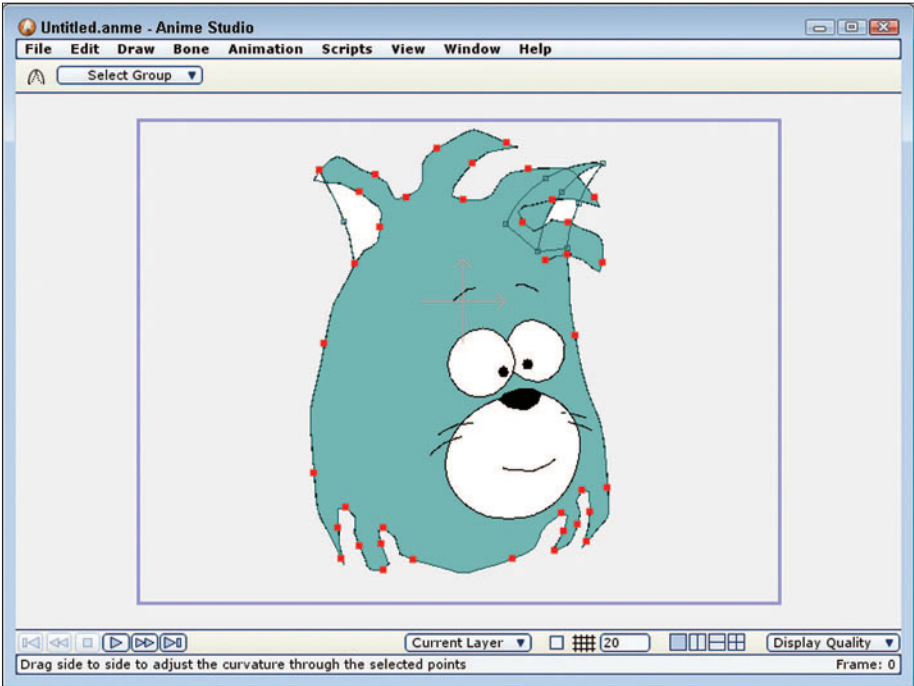 Untitled.anme - Anime Studio
File Edit Draw Bone Animation Scripts View Window Help
Select Group
Current Layer 20 Display Quality
Drag side to side to adjust the curvature through the selected points Frame: 0